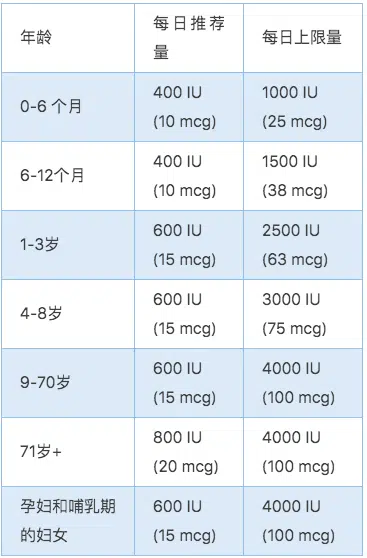 年龄
每日推荐
量
每日上限量
0-6 个月
400 IU
(10 mcg)
1000 IU
(25 mcg)
6-12个月
400 IU
(10 mcg)
1500 IU
(38 mcg)
1-3岁
600 IU
(15 mcg)
2500 IU
(63 mcg)
4-8岁
600 IU
(15 mcg)
3000 IU
(75 mcg)
9-70岁
600 IU
(15 mcg)
4000 IU
(100 mcg)
71岁+
800 IU
(20 mcg)
4000 IU
(100 mcg)
孕妇和哺乳期
的妇女
600 IU
(15 mcg)
4000 IU
(100 mcg)